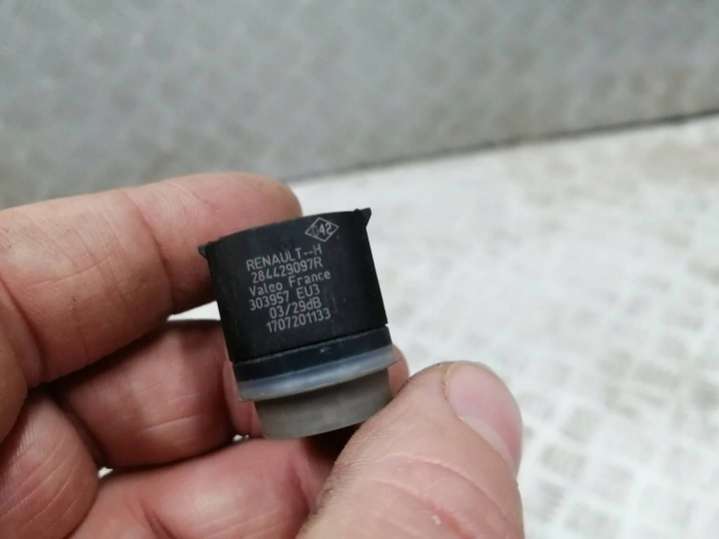 42
RENAULT--H
284429097R
Valeo France
303957 EU3
03/29dB
1707201133